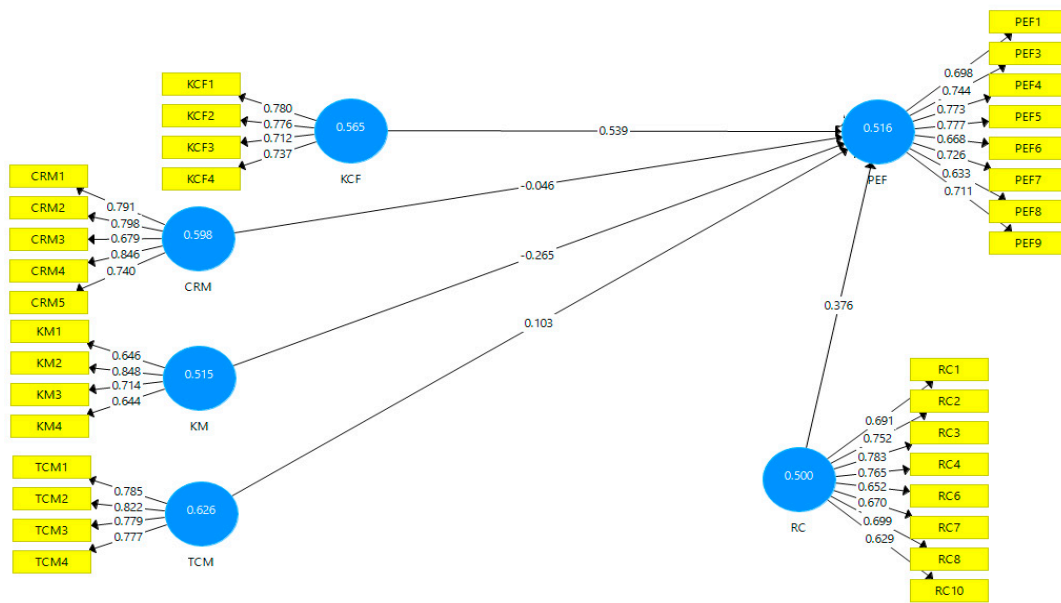 PEF1
PEF3
PEF4
PEF5
PEF6
PEF7
PEF8
PEF9
0.698
0.744
0.773
0.777
0.668
0.726
0.633
0.711
0.516
PEF
KCF1
KCF2
KCF3
KCF4
0.780
0.776
0.712
0.737
0.565
KCF
0.539
CRM1
CRM2
CRM3
CRM4
CRM5
0.791
0.798
0.679
0.846
0.740
0.598
CRM
-0.046
KM1
KM2
KM3
KM4
0.646
0.848
0.714
0.644
0.515
KM
-0.265
TCM1
TCM2
TCM3
TCM4
0.785
0.822
0.779
0.777
0.626
TCM
0.103
0.376
RC1
RC2
RC3
RC4
RC6
RC7
RC8
RC10
0.691
0.752
0.783
0.765
0.652
0.670
0.699
0.629
0.500
RC